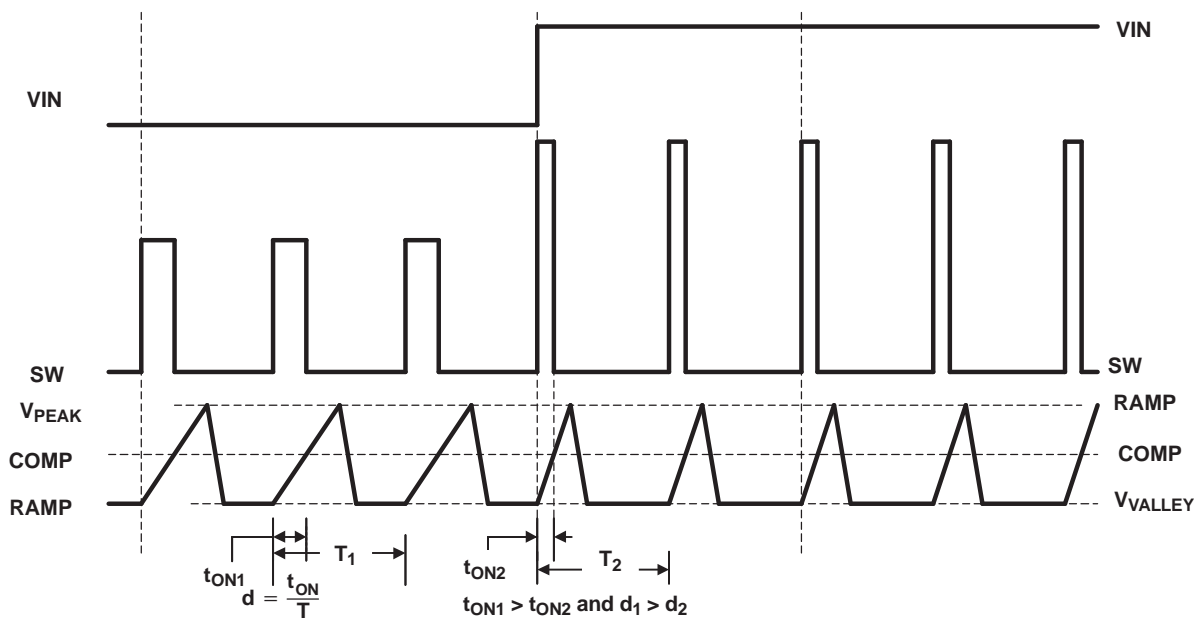 VIN
VIN
SW
SW
VPEAK
RAMP
COMP
COMP
RAMP
VVALLEY
tON1
T1
tON2
T2
d = tON/T
tON1 > tON2 and d1 > d2